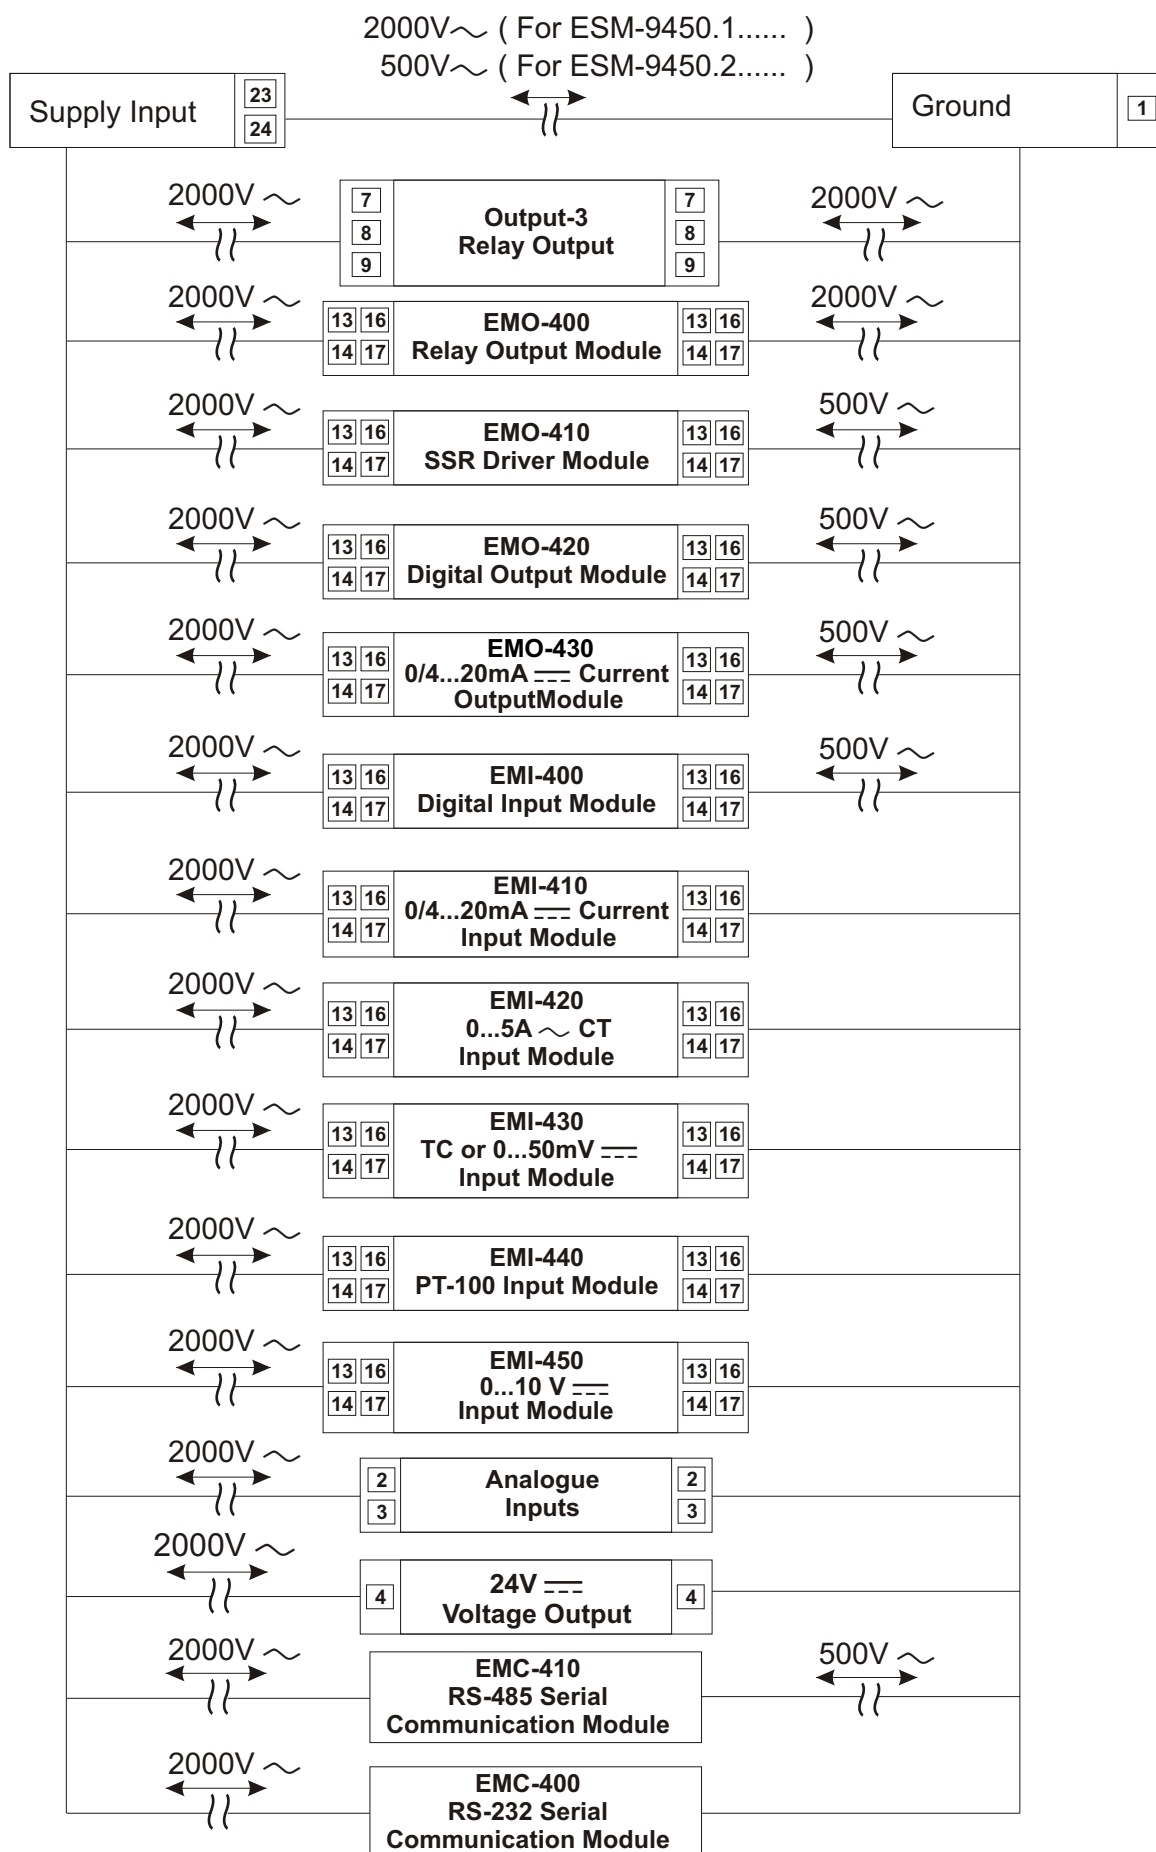 2000V～ ( For ESM-9450.1...... )
500V～ ( For ESM-9450.2...... )
Supply Input
23
24
Ground
1
2000V～
7
8
9
Output-3
Relay Output
7
8
9
2000V～
2000V～
13 16
14 17
EMO-400
Relay Output Module
13 16
14 17
2000V～
2000V～
13 16
14 17
EMO-410
SSR Driver Module
13 16
14 17
500V～
2000V～
13 16
14 17
EMO-420
Digital Output Module
13 16
14 17
500V～
2000V～
13 16
14 17
EMO-430
0/4...20mA ⎓ Current
OutputModule
13 16
14 17
500V～
2000V～
13 16
14 17
EMI-400
Digital Input Module
13 16
14 17
500V～
2000V～
13 16
14 17
EMI-410
0/4...20mA ⎓ Current
Input Module
13 16
14 17
2000V～
13 16
14 17
EMI-420
0...5A ～ CT
Input Module
13 16
14 17
2000V～
13 16
14 17
EMI-430
TC or 0...50mV ⎓
Input Module
13 16
14 17
2000V～
13 16
14 17
EMI-440
PT-100 Input Module
13 16
14 17
2000V～
13 16
14 17
EMI-450
0...10 V ⎓
Input Module
13 16
14 17
2000V～
2
3
Analogue
Inputs
2
3
2000V～
4
24V ⎓
Voltage Output
4
2000V～
EMC-410
RS-485 Serial
Communication Module
500V～
2000V～
EMC-400
RS-232 Serial
Communication Module